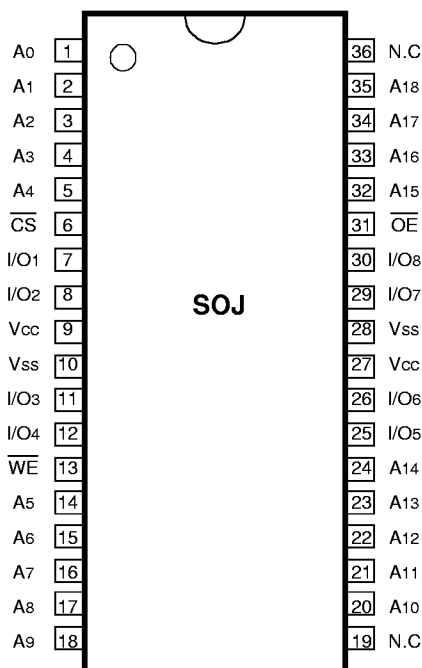 A0 1 36 N.C
A1 2 35 A18
A2 3 34 A17
A3 4 33 A16
A4 5 32 A15
C̅S̅ 6 31 O̅E̅
I/O1 7 30 I/O8
I/O2 8 29 I/O7
SOJ
Vcc 9 28 Vss
Vss 10 27 Vcc
I/O3 11 26 I/O6
I/O4 12 25 I/O5
W̅E̅ 13 24 A14
A5 14 23 A13
A6 15 22 A12
A7 16 21 A11
A8 17 20 A10
A9 18 19 N.C